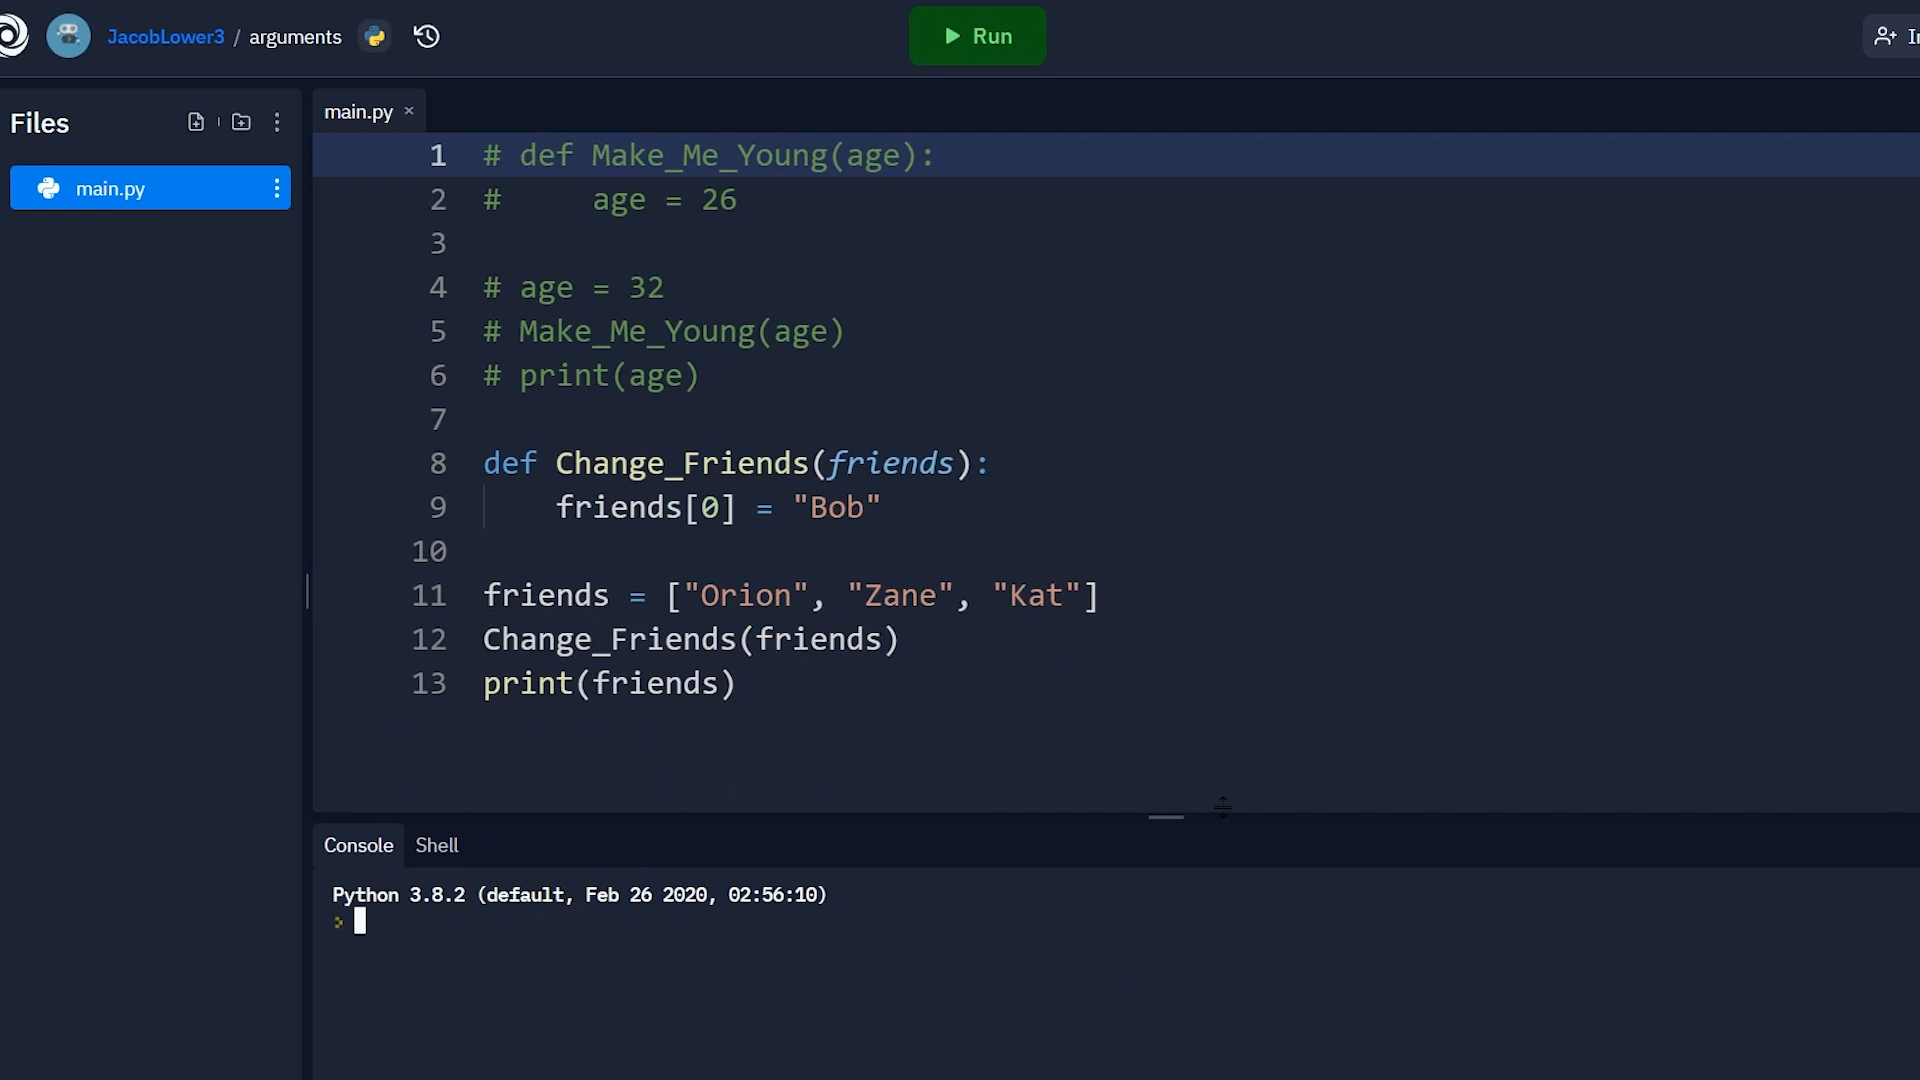 JacobLower3 / arguments
Run
In
Files
main.py
main.py ×
1 # def Make_Me_Young(age):
2 #     age = 26
3
4 # age = 32
5 # Make_Me_Young(age)
6 # print(age)
7
8 def Change_Friends(friends):
9     friends[0] = "Bob"
10
11 friends = ["Orion", "Zane", "Kat"]
12 Change_Friends(friends)
13 print(friends)
Console Shell
Python 3.8.2 (default, Feb 26 2020, 02:56:10)
>